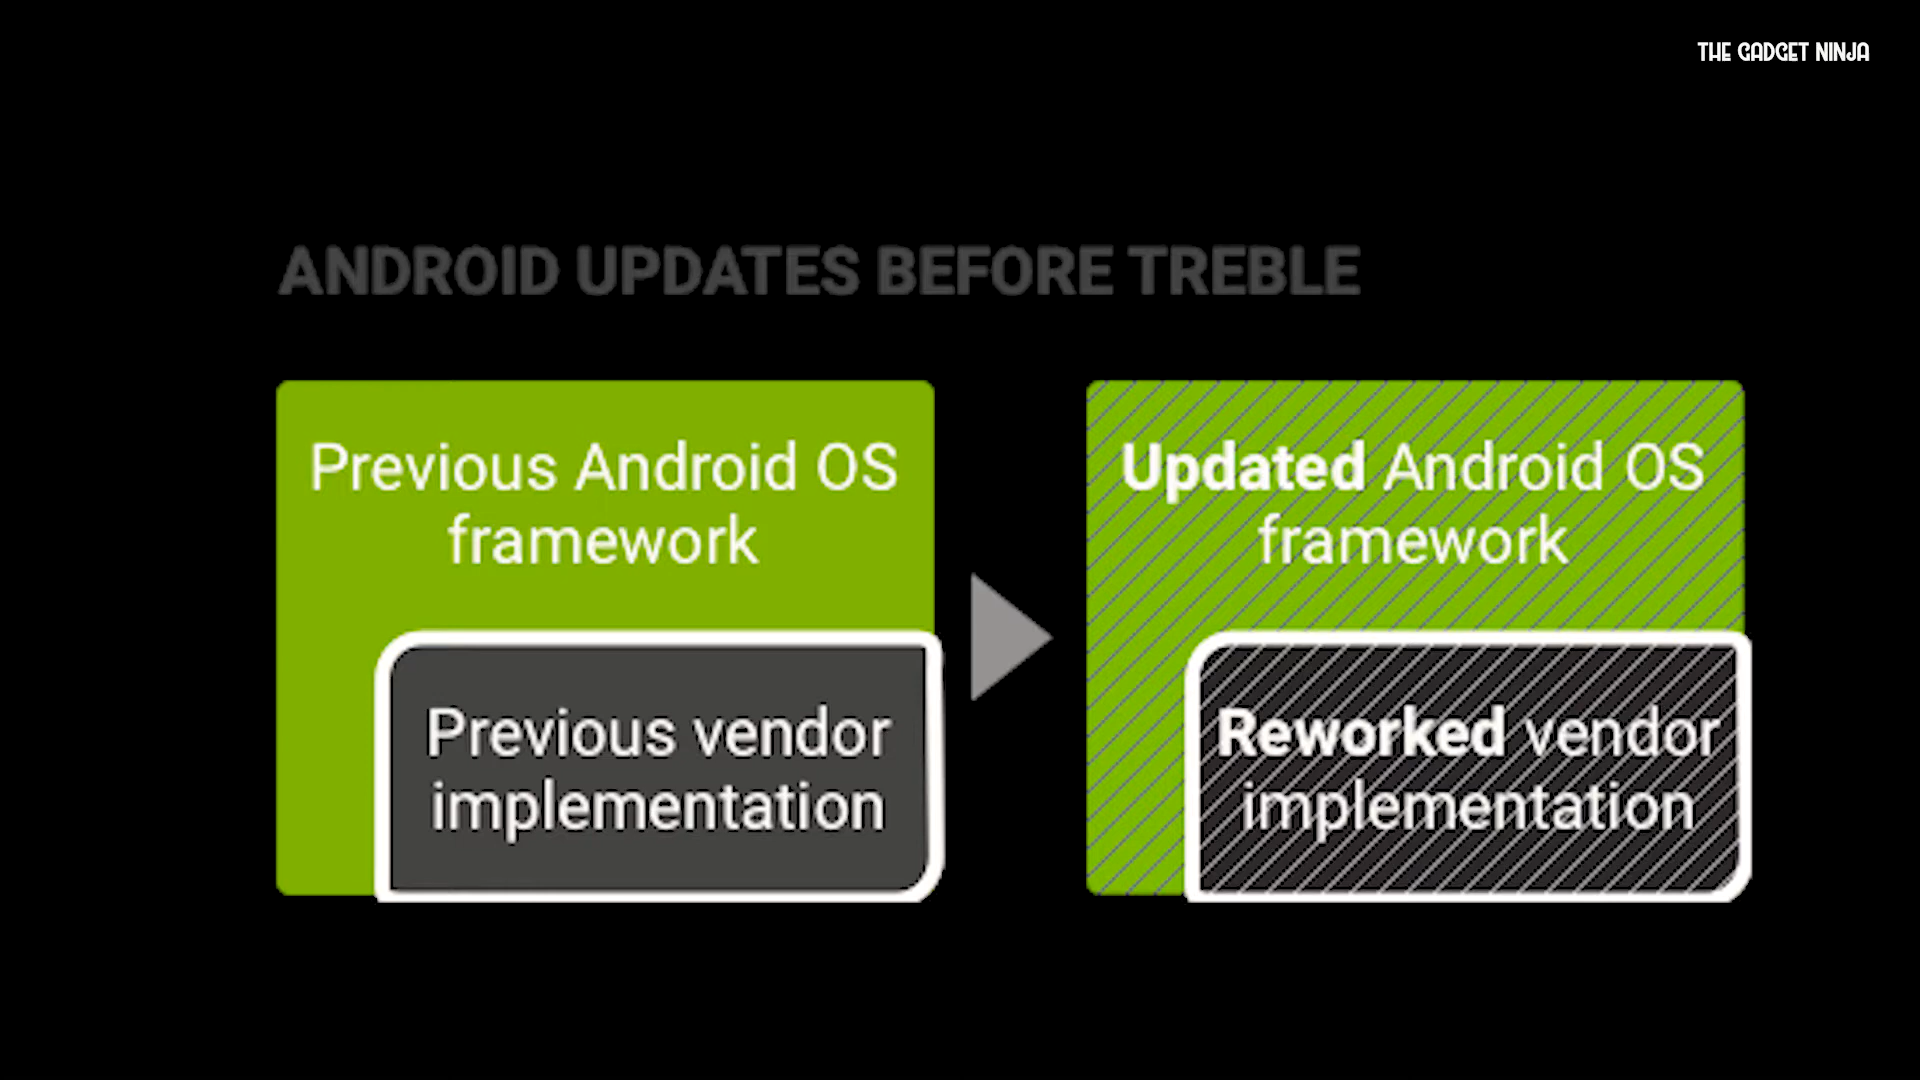 THE GADGET NINJA
ANDROID UPDATES BEFORE TREBLE
Previous Android OS
framework
Previous vendor
implementation
Updated Android OS
framework
Reworked vendor
implementation